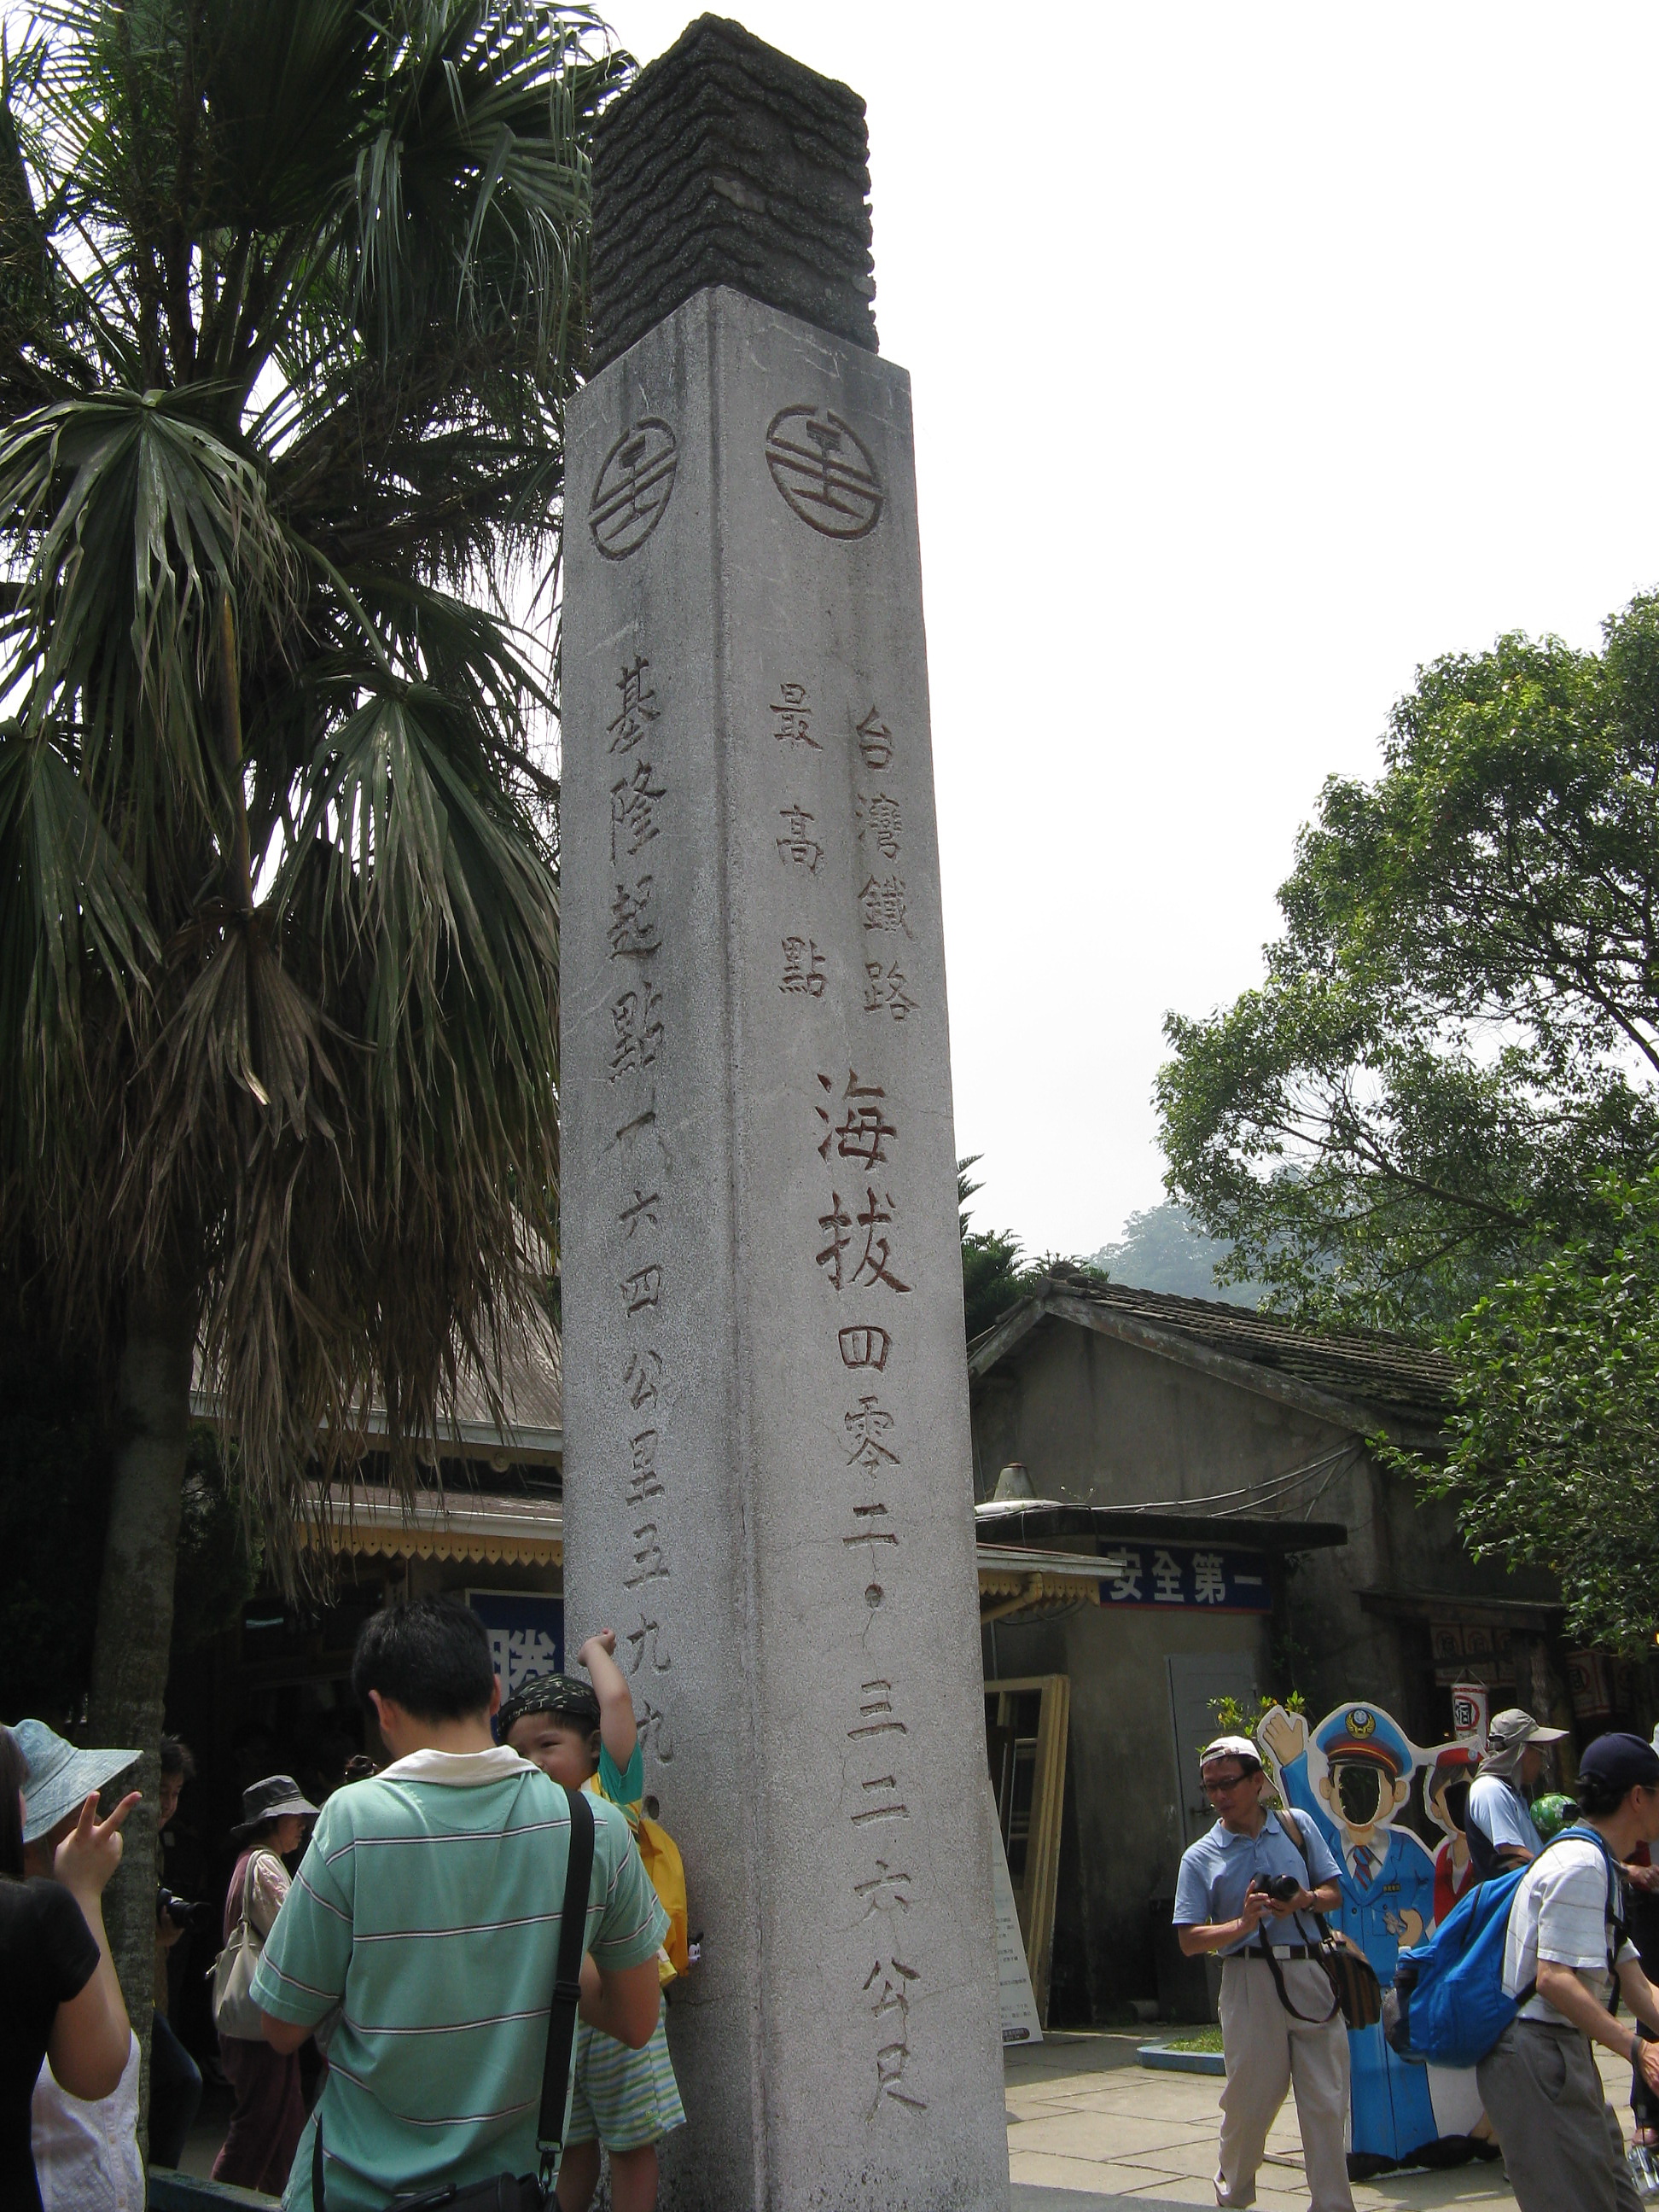 台灣鐵路
最高點
海拔四零二·三二六公尺
基隆起點一六四公里五九九·
安全第一
勝